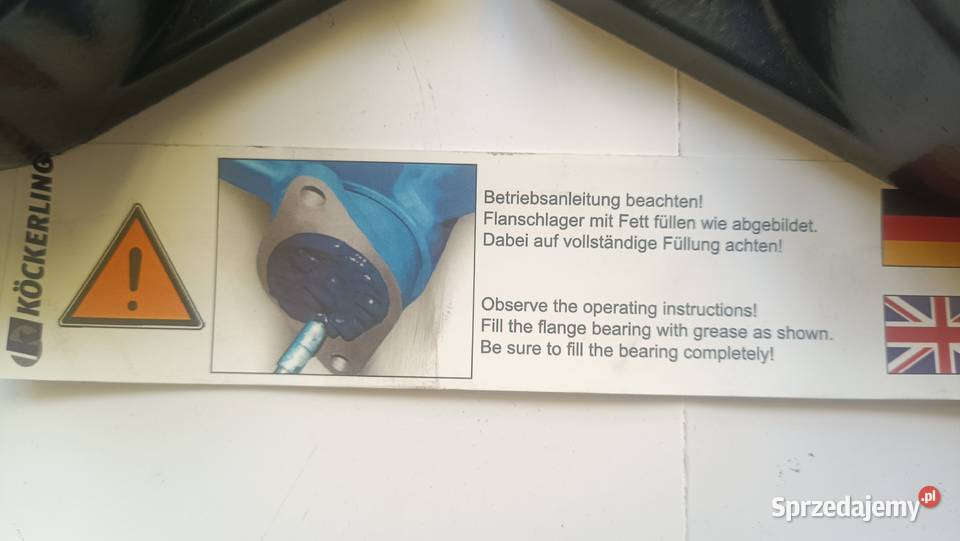 KÖCKERLING
Betriebsanleitung beachten!
Flanschlager mit Fett füllen wie abgebildet.
Dabei auf vollständige Füllung achten!
Observe the operating instructions!
Fill the flange bearing with grease as shown.
Be sure to fill the bearing completely!
Sprzedajemy.pl